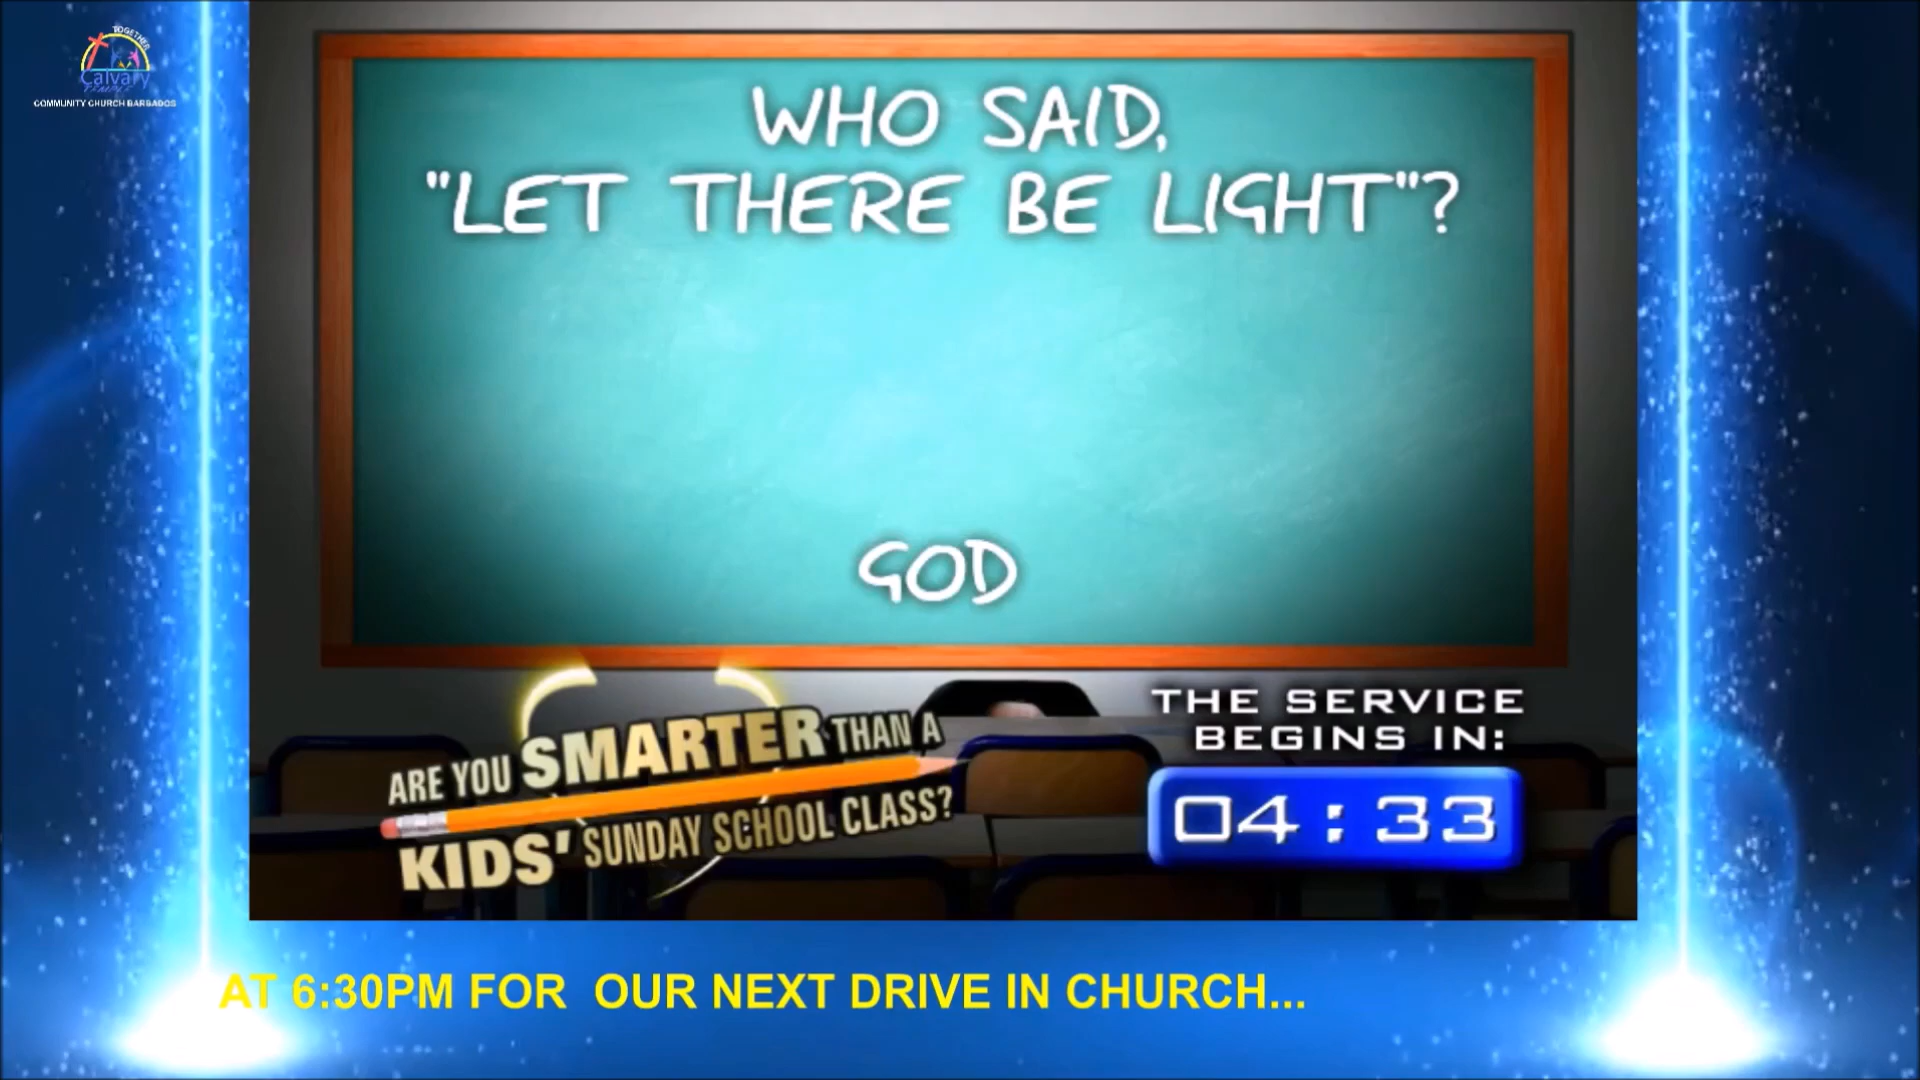 TOGETHER
Calvary
TEMPLE
COMMUNITY CHURCH BARBADOS
WHO SAID,
"LET THERE BE LIGHT"?
GOD
ARE YOU SMARTER THAN A
KIDS' SUNDAY SCHOOL CLASS?
THE SERVICE
BEGINS IN:
04:33
AT 6:30PM FOR OUR NEXT DRIVE IN CHURCH...